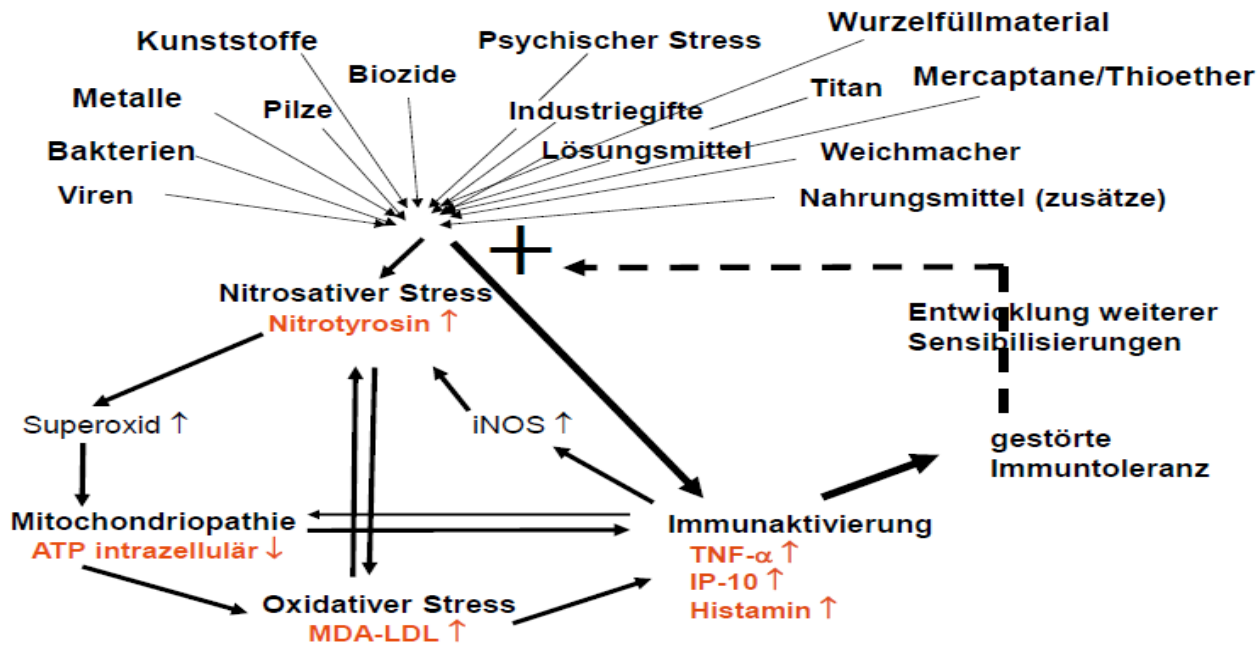 Kunststoffe
Psychischer Stress
Wurzelfüllmaterial
Biozide
Mercaptane/Thioether
Metalle
Pilze
Industriegifte
Titan
Bakterien
Lösungsmittel
Weichmacher
Viren
Nahrungsmittel (zusätze)
+
Nitrosativer Stress
Nitrotyrosin ↑
Entwicklung weiterer
Sensibilisierungen
Superoxid ↑
iNOS ↑
gestörte
Immuntoleranz
Mitochondriopathie
ATP intrazellulär ↓
Immunaktivierung
TNF-α ↑
IP-10 ↑
Histamin ↑
Oxidativer Stress
MDA-LDL ↑